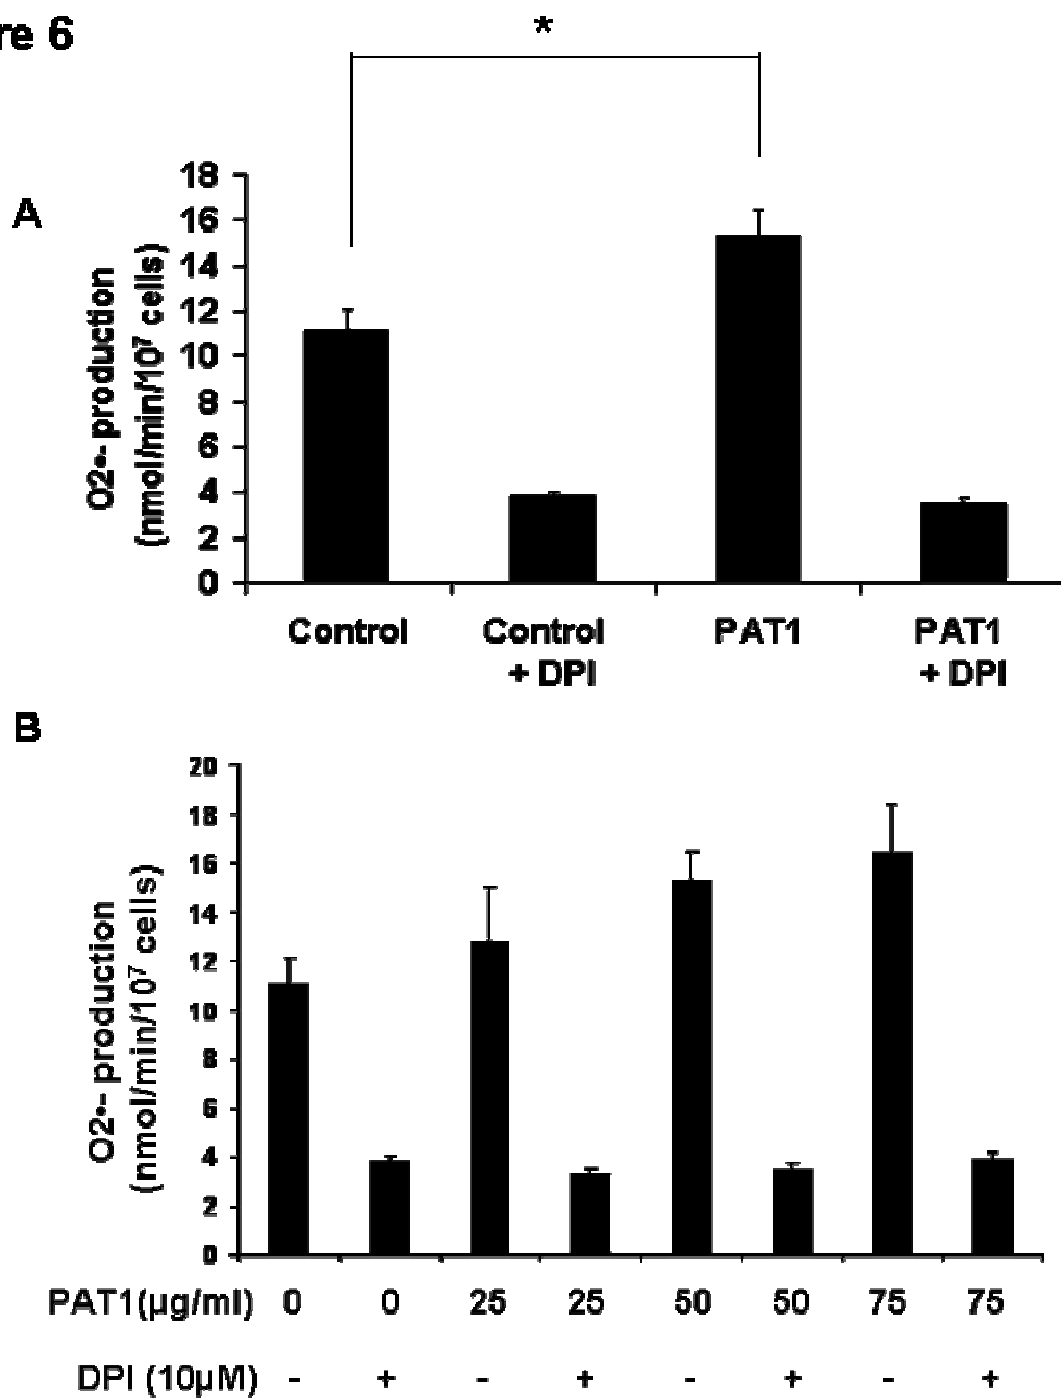 re 6
*
A
O2•- production
(nmol/min/10⁷ cells)
18
16
14
12
10
8
6
4
2
0
Control
Control
+ DPI
PAT1
PAT1
+ DPI
B
O2•- production
(nmol/min/10⁷ cells)
20
18
16
14
12
10
8
6
4
2
0
PAT1(µg/ml) 0 0 25 25 50 50 75 75
DPI (10µM) - + - + - + - +